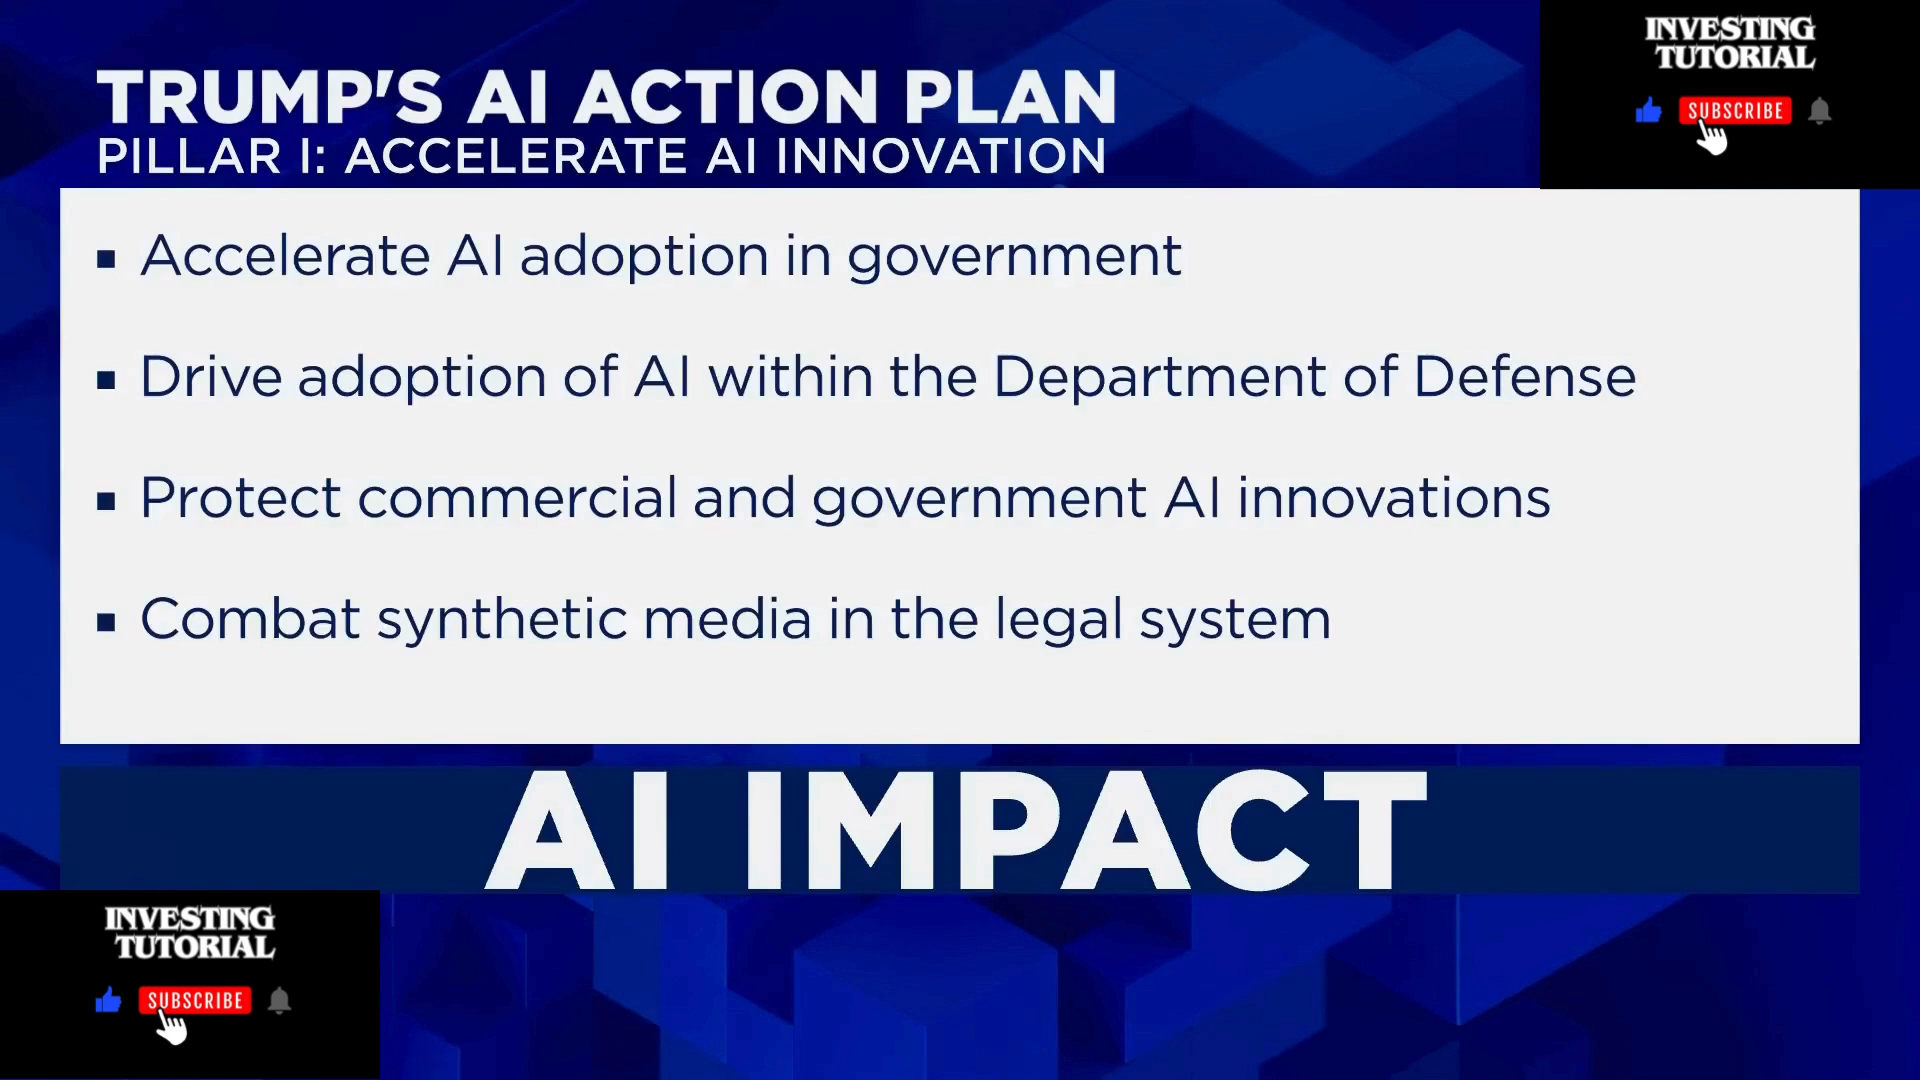 TRUMP'S AI ACTION PLAN
PILLAR I: ACCELERATE AI INNOVATION
INVESTING
TUTORIAL
SUBSCRIBE
▪ Accelerate AI adoption in government
▪ Drive adoption of AI within the Department of Defense
▪ Protect commercial and government AI innovations
▪ Combat synthetic media in the legal system
AI IMPACT
INVESTING
TUTORIAL
SUBSCRIBE